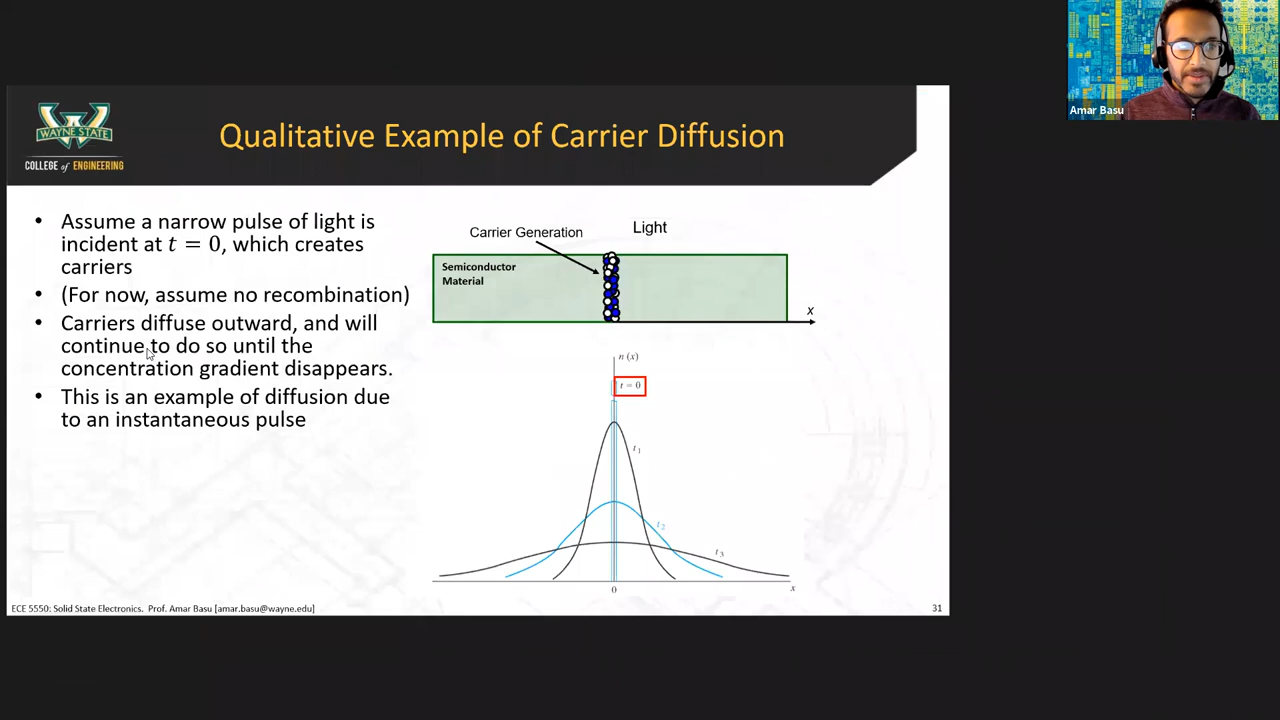 Amar Basu
WAYNE STATE
COLLEGE of ENGINEERING
Qualitative Example of Carrier Diffusion
• Assume a narrow pulse of light is
incident at t = 0, which creates
carriers
• (For now, assume no recombination)
• Carriers diffuse outward, and will
continue to do so until the
concentration gradient disappears.
• This is an example of diffusion due
to an instantaneous pulse
Carrier Generation
Light
Semiconductor
Material
x
n (x)
t = 0
t₁
t₂
t₃
0
x
ECE 5550: Solid State Electronics. Prof. Amar Basu [amar.basu@wayne.edu]
31